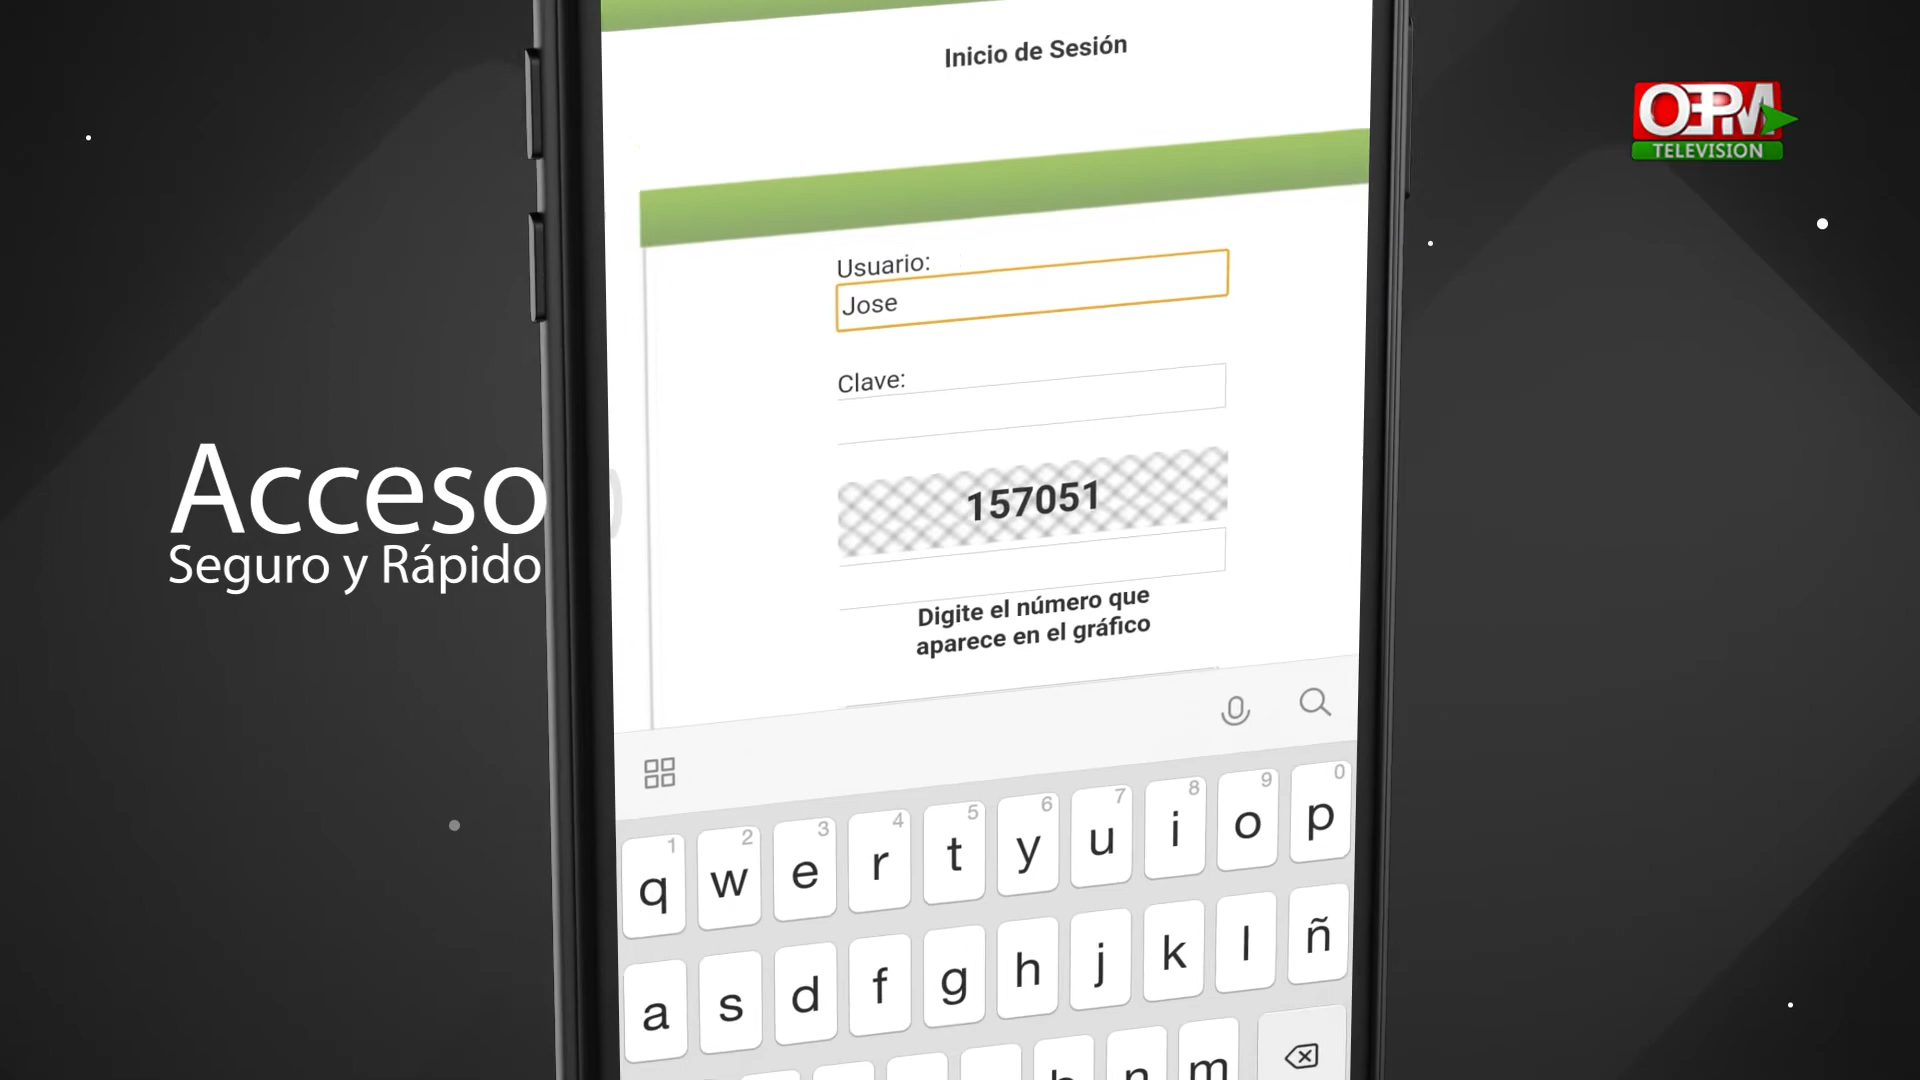 Inicio de Sesión
OEPM
TELEVISION
Usuario:
Jose
Clave:
157051
Acceso
Seguro y Rápido
Digite el número que
aparece en el gráfico
1 2 3 4 5 6 7 8 9 0
q w e r t y u i o p
a s d f g h j k l ñ
b n m